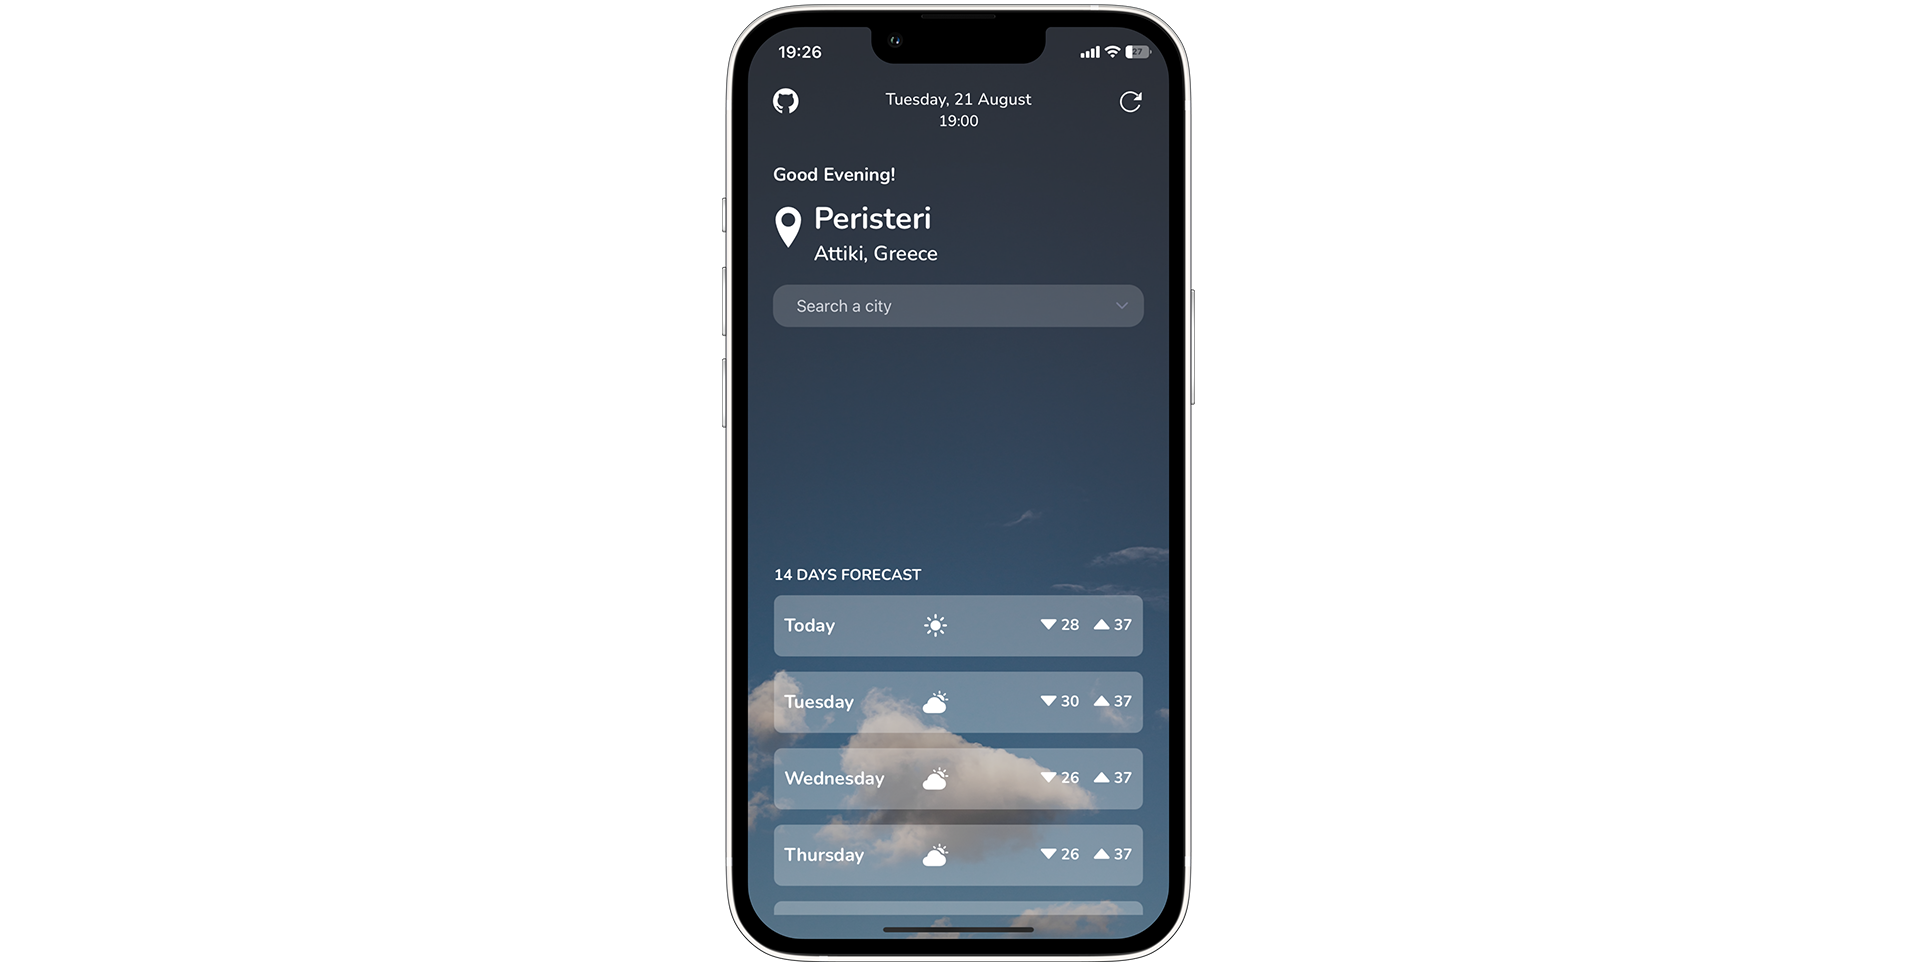 19:26
27
Tuesday, 21 August
19:00
Good Evening!
Peristeri
Attiki, Greece
Search a city
14 DAYS FORECAST
Today 28 37
Tuesday 30 37
Wednesday 26 37
Thursday 26 37